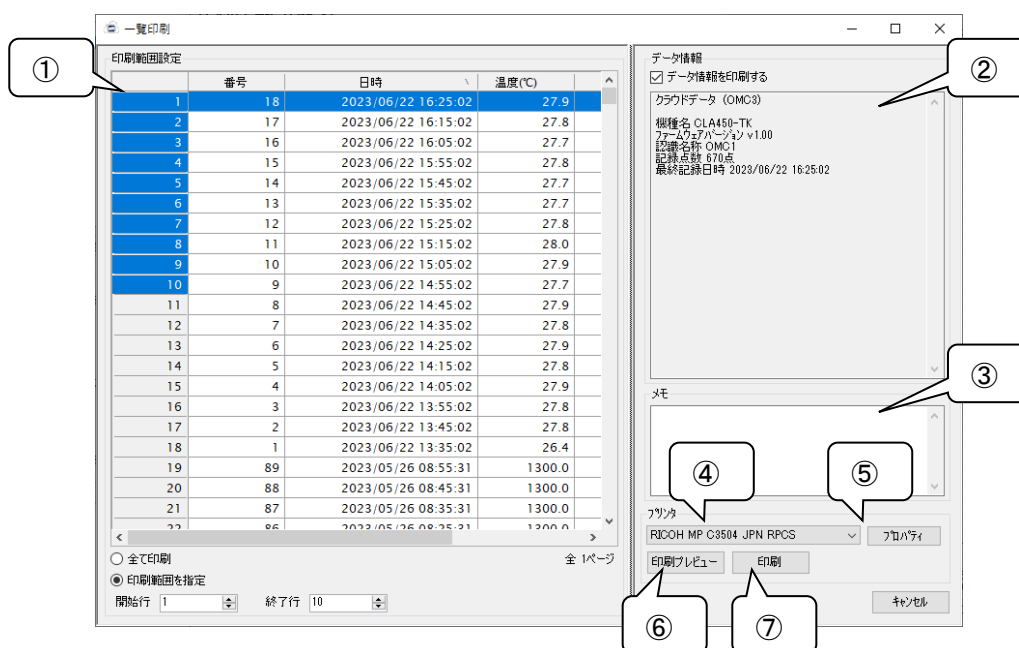 一覧印刷
印刷範囲設定
番号 日時 温度(℃)
1 18 2023/06/22 16:25:02 27.9
2 17 2023/06/22 16:15:02 27.8
3 16 2023/06/22 16:05:02 27.7
4 15 2023/06/22 15:55:02 27.8
5 14 2023/06/22 15:45:02 27.7
6 13 2023/06/22 15:35:02 27.7
7 12 2023/06/22 15:25:02 27.8
8 11 2023/06/22 15:15:02 28.0
9 10 2023/06/22 15:05:02 27.9
10 9 2023/06/22 14:55:02 27.7
11 8 2023/06/22 14:45:02 27.9
12 7 2023/06/22 14:35:02 27.8
13 6 2023/06/22 14:25:02 27.9
14 5 2023/06/22 14:15:02 27.8
15 4 2023/06/22 14:05:02 27.9
16 3 2023/06/22 13:55:02 27.8
17 2 2023/06/22 13:45:02 27.8
18 1 2023/06/22 13:35:02 26.4
19 89 2023/05/26 08:55:31 1300.0
20 88 2023/05/26 08:45:31 1300.0
21 87 2023/05/26 08:35:31 1300.0
22 86 2023/05/26 08:25:31 1300.0
全て印刷
全 1ページ
印刷範囲を指定
開始行 1 終了行 10
データ情報
データ情報を印刷する
クラウドデータ (OMC3)
機種名 CLA450-TK
ファームウェアバージョン v1.00
認識名称 OMC1
記録点数 670点
最終記録日時 2023/06/22 16:25:02
メモ
プリンタ
RICOH MP C3504 JPN RPCS
プロパティ
印刷プレビュー 印刷
キャンセル
①
②
③
④
⑤
⑥
⑦